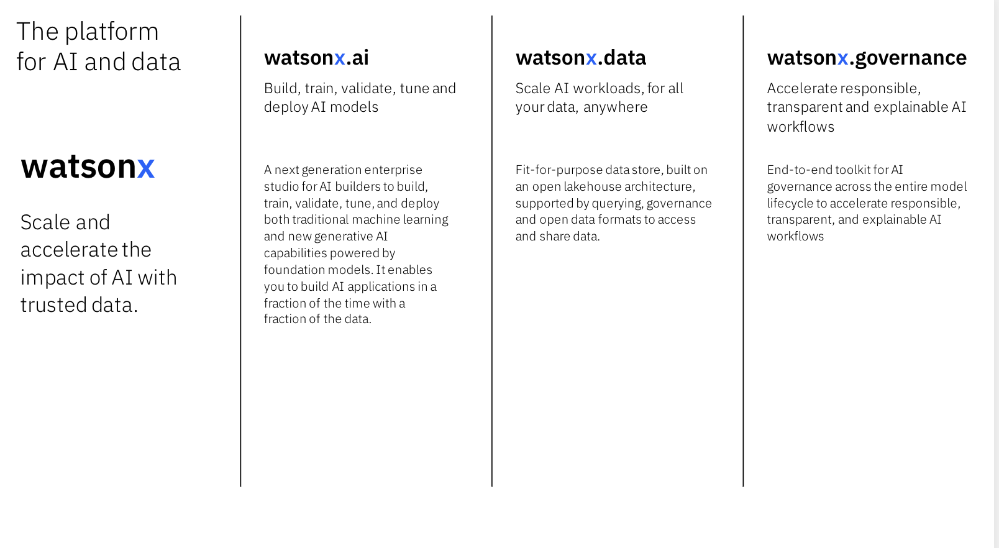 The platform
for AI and data
watsonx
Scale and
accelerate the
impact of AI with
trusted data.
watsonx.ai
Build, train, validate, tune and
deploy AI models
A next generation enterprise
studio for AI builders to build,
train, validate, tune, and deploy
both traditional machine learning
and new generative AI
capabilities powered by
foundation models. It enables
you to build AI applications in a
fraction of the time with a
fraction of the data.
watsonx.data
Scale AI workloads, for all
your data, anywhere
Fit-for-purpose data store, built on
an open lakehouse architecture,
supported by querying, governance
and open data formats to access
and share data.
watsonx.governance
Accelerate responsible,
transparent and explainable AI
workflows
End-to-end toolkit for AI
governance across the entire model
lifecycle to accelerate responsible,
transparent, and explainable AI
workflows